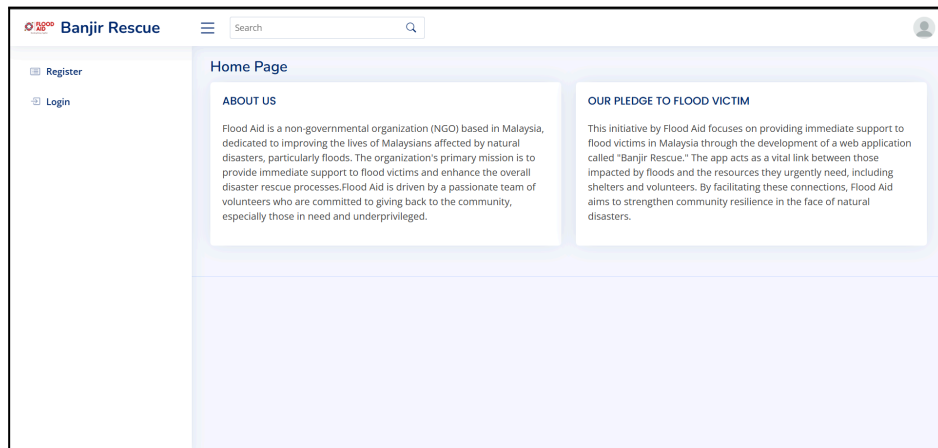 FLOOD
AID
Banjir Rescue
Search
Register
Login
Home Page
ABOUT US
Flood Aid is a non-governmental organization (NGO) based in Malaysia,
dedicated to improving the lives of Malaysians affected by natural
disasters, particularly floods. The organization's primary mission is to
provide immediate support to flood victims and enhance the overall
disaster rescue processes.Flood Aid is driven by a passionate team of
volunteers who are committed to giving back to the community,
especially those in need and underprivileged.
OUR PLEDGE TO FLOOD VICTIM
This initiative by Flood Aid focuses on providing immediate support to
flood victims in Malaysia through the development of a web application
called "Banjir Rescue." The app acts as a vital link between those
impacted by floods and the resources they urgently need, including
shelters and volunteers. By facilitating these connections, Flood Aid
aims to strengthen community resilience in the face of natural
disasters.